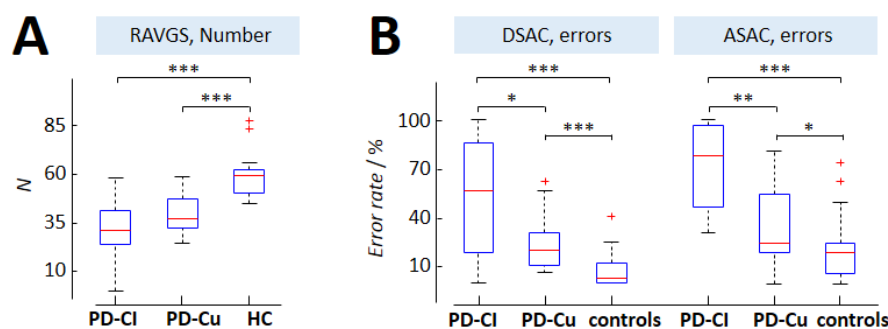 A
RAVGS, Number
***
***
85
60
35
10
N
PD-CI PD-Cu HC
B
DSAC, errors ASAC, errors
*** ***
* **
*** *
100
70
40
10
Error rate / %
PD-CI PD-Cu controls PD-CI PD-Cu controls